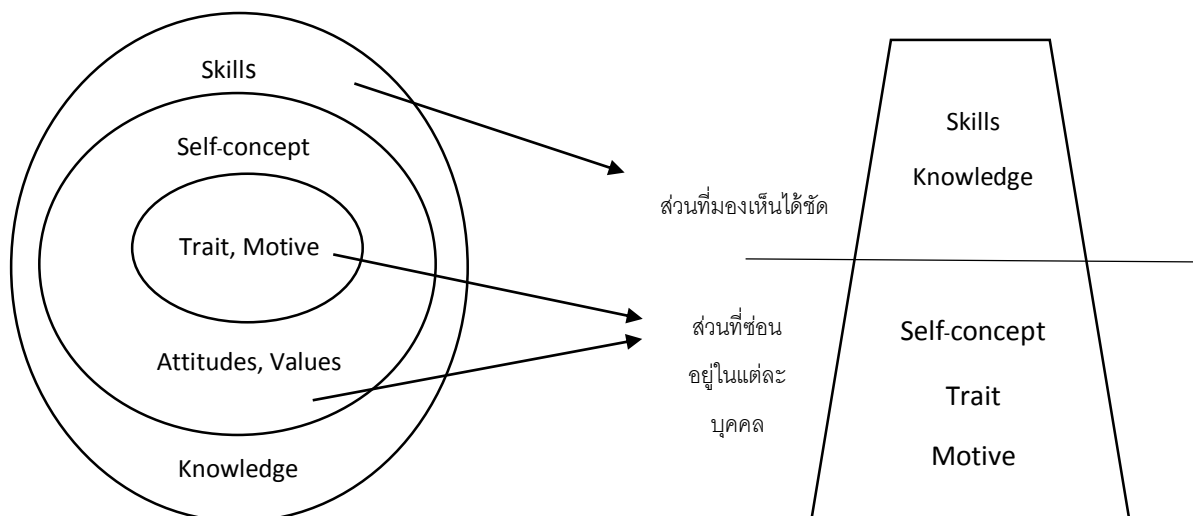 Skills
Self-concept
Trait, Motive
Attitudes, Values
Knowledge
ส่วนที่มองเห็นได้ชัด
ส่วนที่ซ่อน
อยู่ในแต่ละ
บุคคล
Skills
Knowledge
Self-concept
Trait
Motive